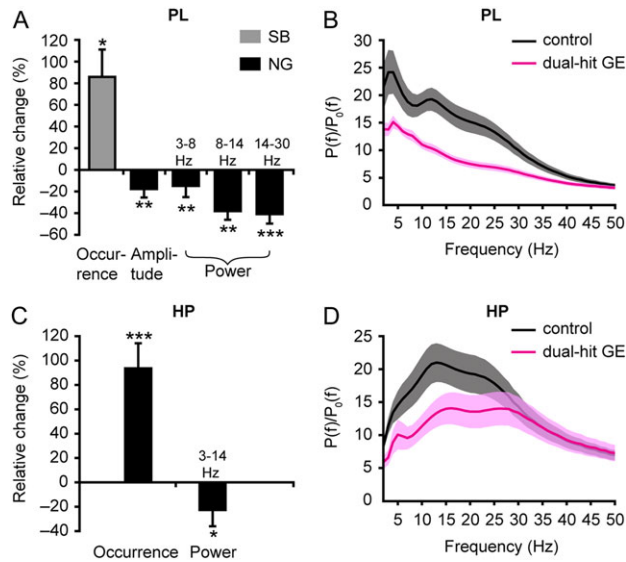 A
PL
SB
NG
Relative change (%)
120
100
80
60
40
20
0
–20
–40
–60
*
**
**
**
***
3-8 Hz
8-14 Hz
14-30 Hz
Occur-
rence
Ampli-
tude
Power
B
PL
control
dual-hit GE
P(f)/P₀(f)
30
25
20
15
10
5
0
5 10 15 20 25 30 35 40 45 50
Frequency (Hz)
C
HP
Relative change (%)
120
100
80
60
40
20
0
–20
–40
***
3-14
Hz
*
Occurrence Power
D
HP
control
dual-hit GE
P(f)/P₀(f)
25
20
15
10
5
0
5 10 15 20 25 30 35 40 45 50
Frequency (Hz)